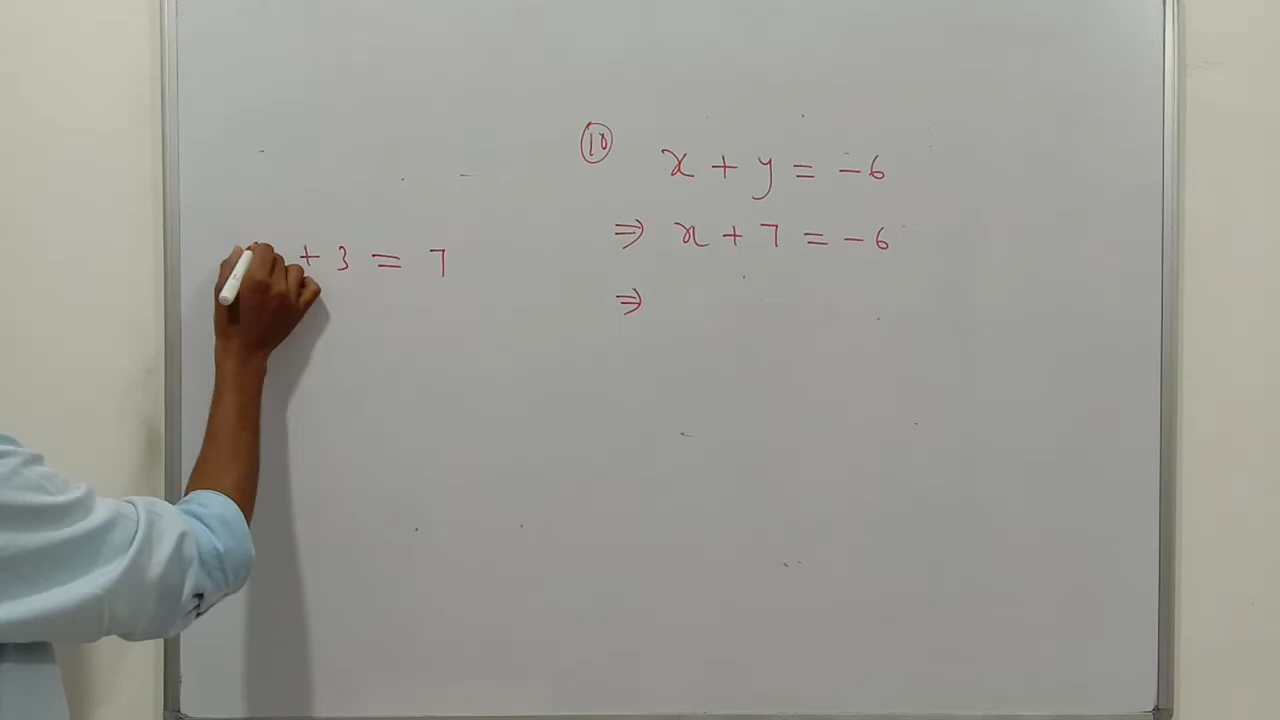 + 3 = 7
⑩ x + y = -6
⇒ x + 7 = -6
⇒